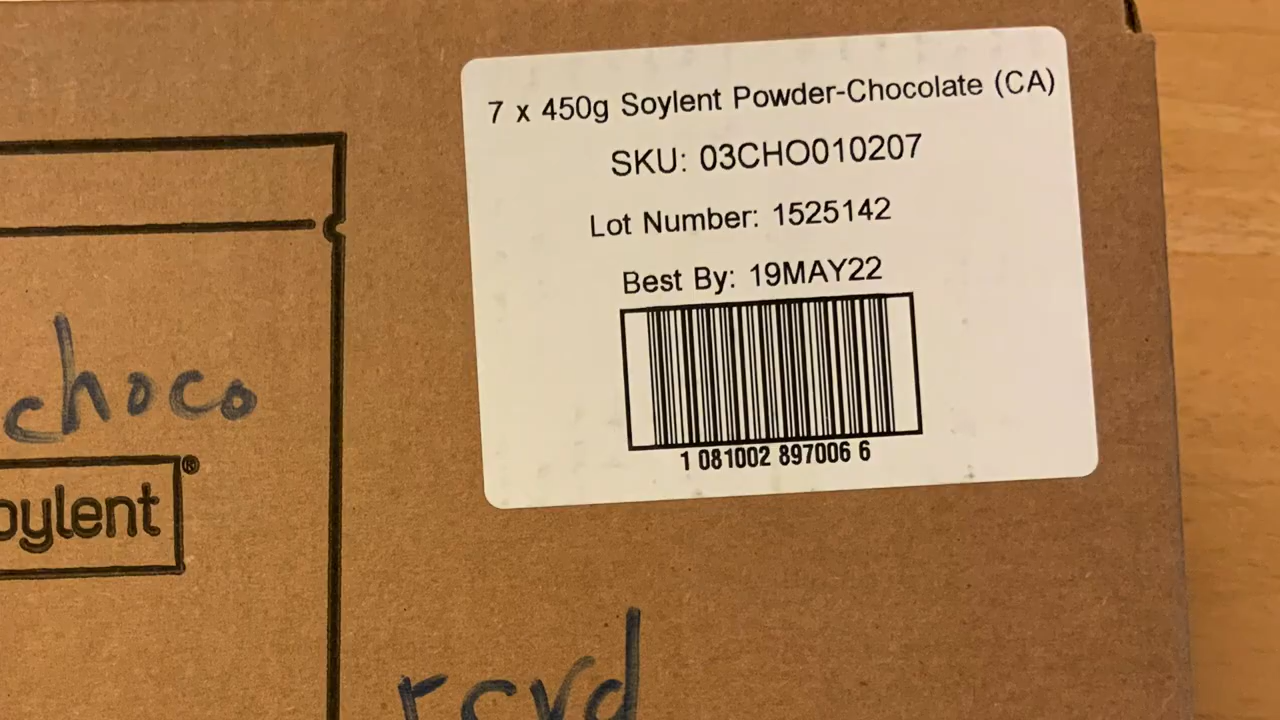 7 x 450g Soylent Powder-Chocolate (CA)
SKU: 03CHO010207
Lot Number: 1525142
Best By: 19MAY22
1 081002 897006 6
choco
oylent®
rcvd